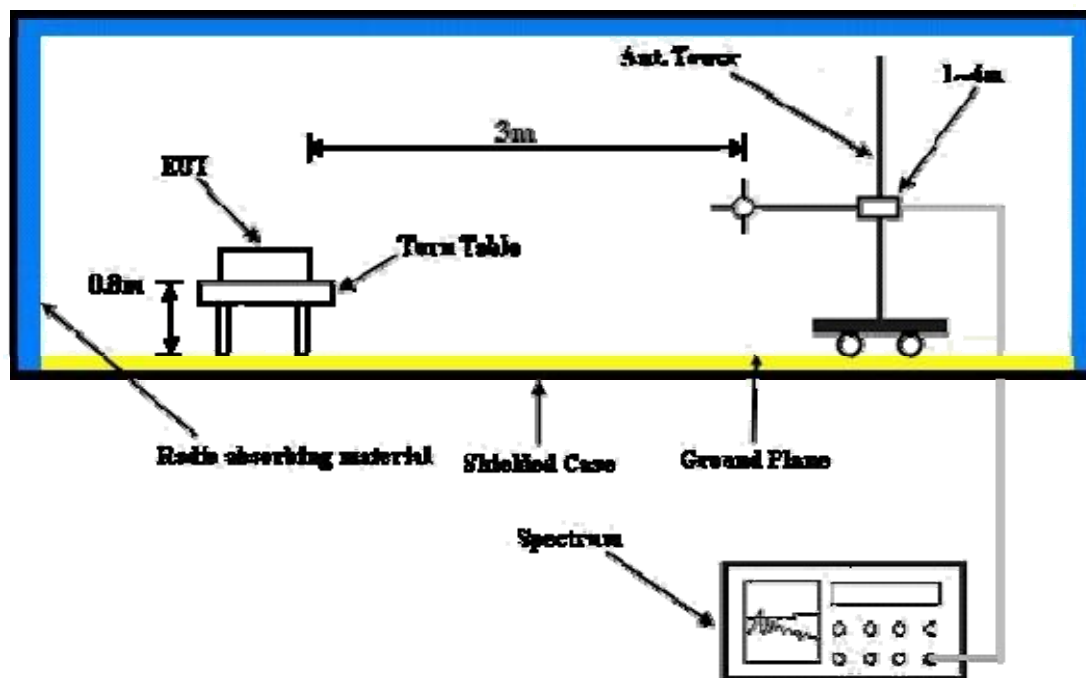 Ant. Tower
1~4m
3m
EUT
Turn Table
0.8m
Radio absorbing material
Shielded Case
Ground Plane
Spectrum